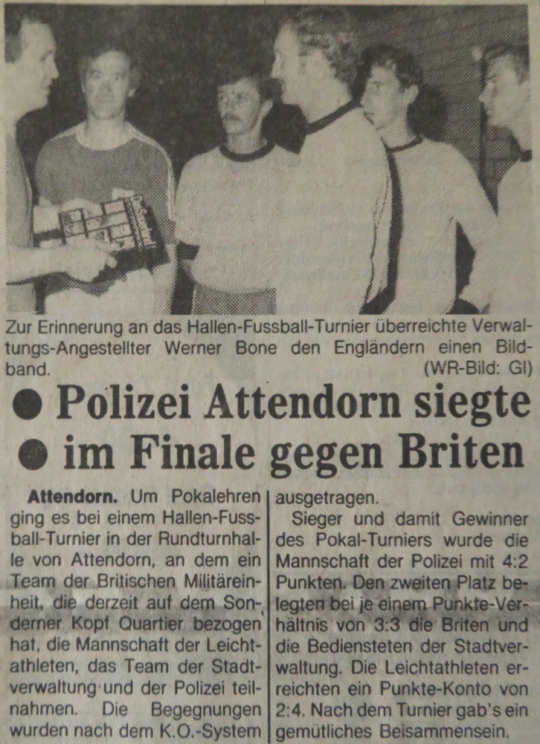 Zur Erinnerung an das Hallen-Fussball-Turnier überreichte Verwal-
tungs-Angestellter Werner Bone den Engländern einen Bild-
band. (WR-Bild: GI)
● Polizei Attendorn siegte
● im Finale gegen Briten
Attendorn. Um Pokalehren
ging es bei einem Hallen-Fuss-
ball-Turnier in der Rundturnhal-
le von Attendorn, an dem ein
Team der Britischen Militärein-
heit, die derzeit auf dem Son-
derner Kopf Quartier bezogen
hat, die Mannschaft der Leicht-
athleten, das Team der Stadt-
verwaltung und der Polizei teil-
nahmen. Die Begegnungen
wurden nach dem K.O.-System
ausgetragen.
Sieger und damit Gewinner
des Pokal-Turniers wurde die
Mannschaft der Polizei mit 4:2
Punkten. Den zweiten Platz be-
legten bei je einem Punkte-Ver-
hältnis von 3:3 die Briten und
die Bediensteten der Stadtver-
waltung. Die Leichtathleten er-
reichten ein Punkte-Konto von
2:4. Nach dem Turnier gab's ein
gemütliches Beisammensein.